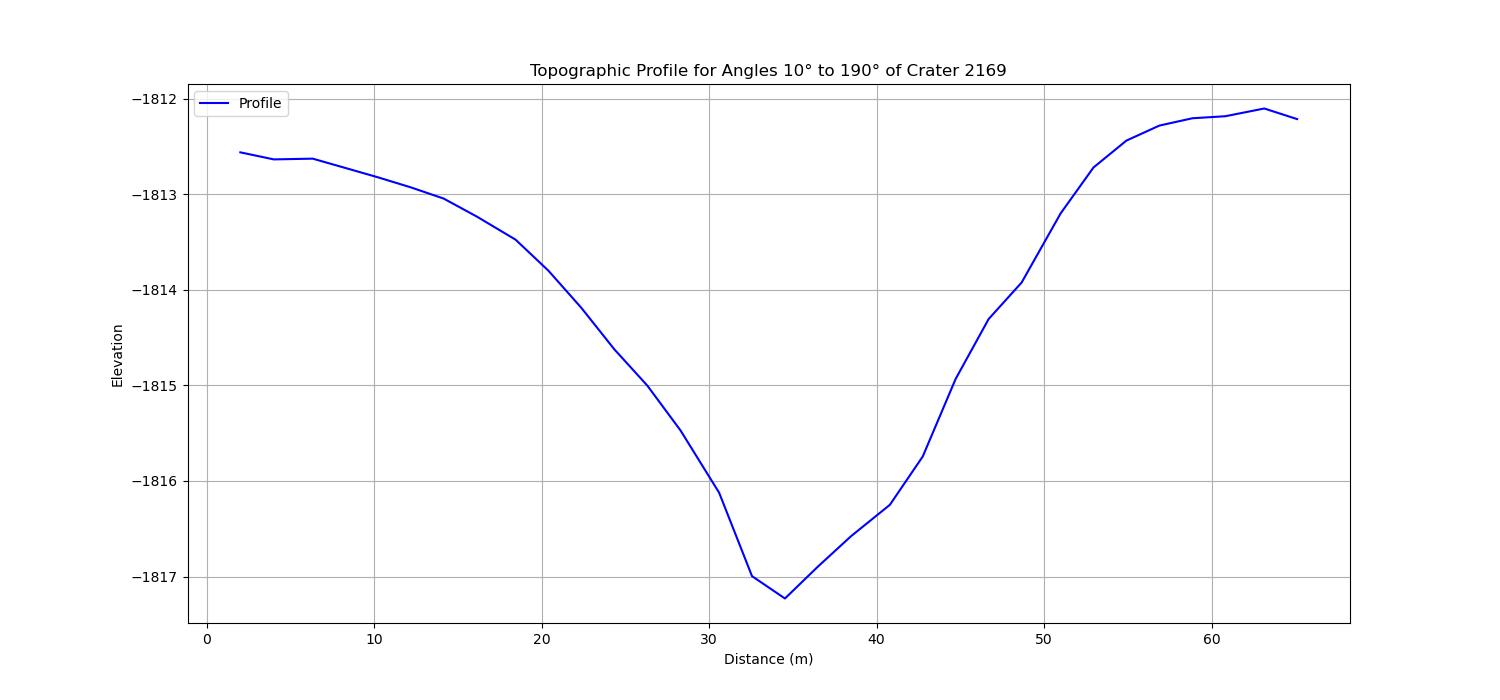 Topographic Profile for Angles 10° to 190° of Crater 2169
Profile
−1812
−1813
−1814
−1815
−1816
−1817
Elevation
0 10 20 30 40 50 60
Distance (m)